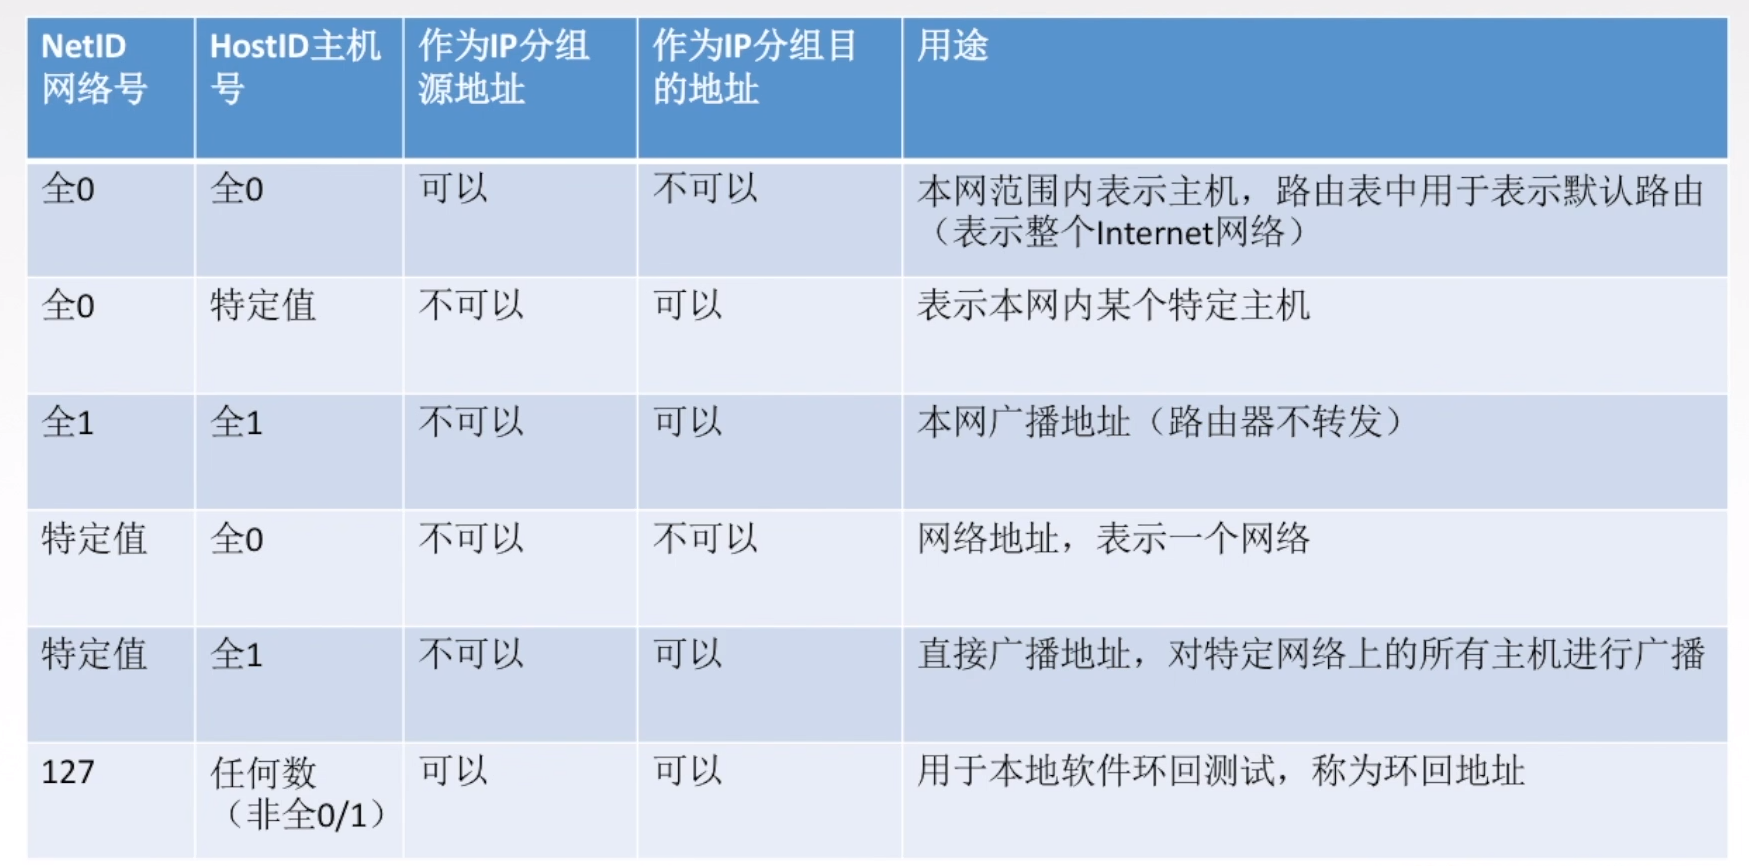 NetID
网络号
HostID主机
号
作为IP分组
源地址
作为IP分组目
的地址
用途
全0
全0
可以
不可以
本网范围内表示主机，路由表中用于表示默认路由
（表示整个Internet网络）
全0
特定值
不可以
可以
表示本网内某个特定主机
全1
全1
不可以
可以
本网广播地址（路由器不转发）
特定值
全0
不可以
不可以
网络地址，表示一个网络
特定值
全1
不可以
可以
直接广播地址，对特定网络上的所有主机进行广播
127
任何数
（非全0/1）
可以
可以
用于本地软件环回测试，称为环回地址